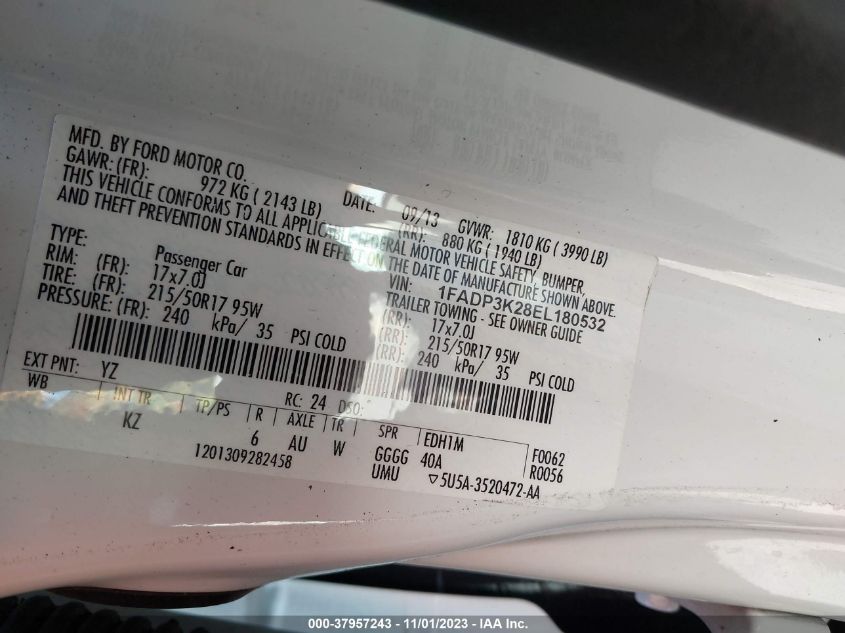 MFD. BY FORD MOTOR CO.
DATE: 09/13 GVWR: 1810 KG ( 3990 LB)
GAWR: (FR): 972 KG ( 2143 LB) (RR): 880 KG ( 1940 LB)
THIS VEHICLE CONFORMS TO ALL APPLICABLE FEDERAL MOTOR VEHICLE SAFETY, BUMPER,
AND THEFT PREVENTION STANDARDS IN EFFECT ON THE DATE OF MANUFACTURE SHOWN ABOVE.
VIN: 1FADP3K28EL180532
TYPE: Passenger Car TRAILER TOWING - SEE OWNER GUIDE
RIM: (FR): 17x7.0J (RR): 17x7.0J
TIRE: (FR): 215/50R17 95W (RR): 215/50R17 95W
PRESSURE: (FR): 240 kPa/ 35 PSI COLD (RR): 240 kPa/ 35 PSI COLD
EXT PNT: YZ RC: 24 DSO:
WB INT TR TP/PS R AXLE TR SPR EDH1M F0062
KZ 6 AU W GGGG 40A R0056
1201309282458 UMU ▽5U5A-3520472-AA
000-37957243 - 11/01/2023 - IAA Inc.